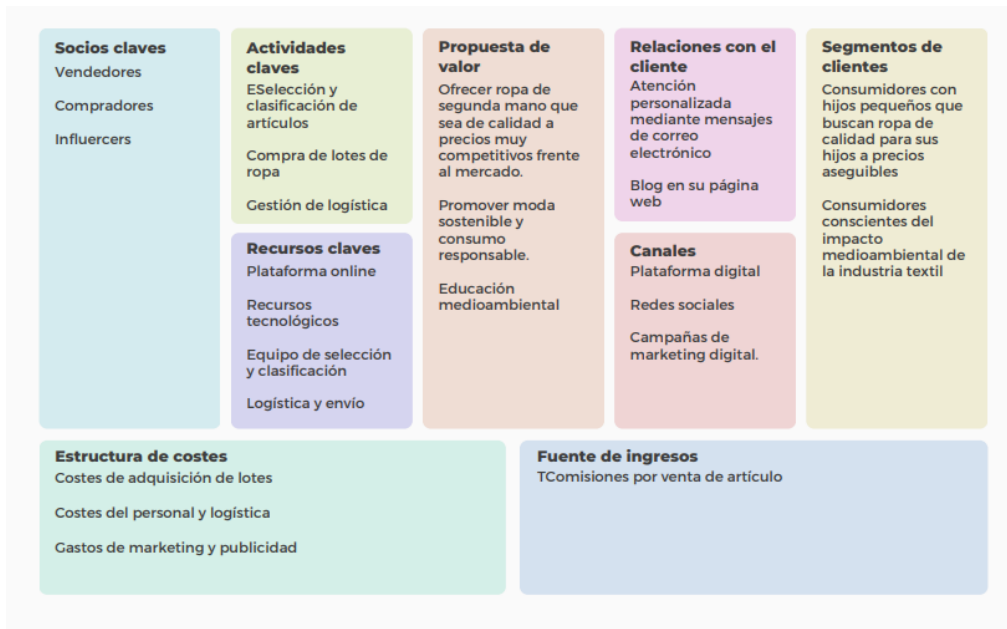 Socios claves
Vendedores
Compradores
Influencers
Actividades
claves
ESelección y
clasificación de
artículos
Compra de lotes de
ropa
Gestión de logística
Recursos claves
Plataforma online
Recursos
tecnológicos
Equipo de selección
y clasificación
Logística y envío
Propuesta de
valor
Ofrecer ropa de
segunda mano que
sea de calidad a
precios muy
competitivos frente
al mercado.
Promover moda
sostenible y
consumo
responsable.
Educación
medioambiental
Relaciones con el
cliente
Atención
personalizada
mediante mensajes
de correo
electrónico
Blog en su página
web
Canales
Plataforma digital
Redes sociales
Campañas de
marketing digital.
Segmentos de
clientes
Consumidores con
hijos pequeños que
buscan ropa de
calidad para sus
hijos a precios
aseguibles
Consumidores
conscientes del
impacto
medioambiental de
la industria textil
Estructura de costes
Costes de adquisición de lotes
Costes del personal y logística
Gastos de marketing y publicidad
Fuente de ingresos
TComisiones por venta de artículo